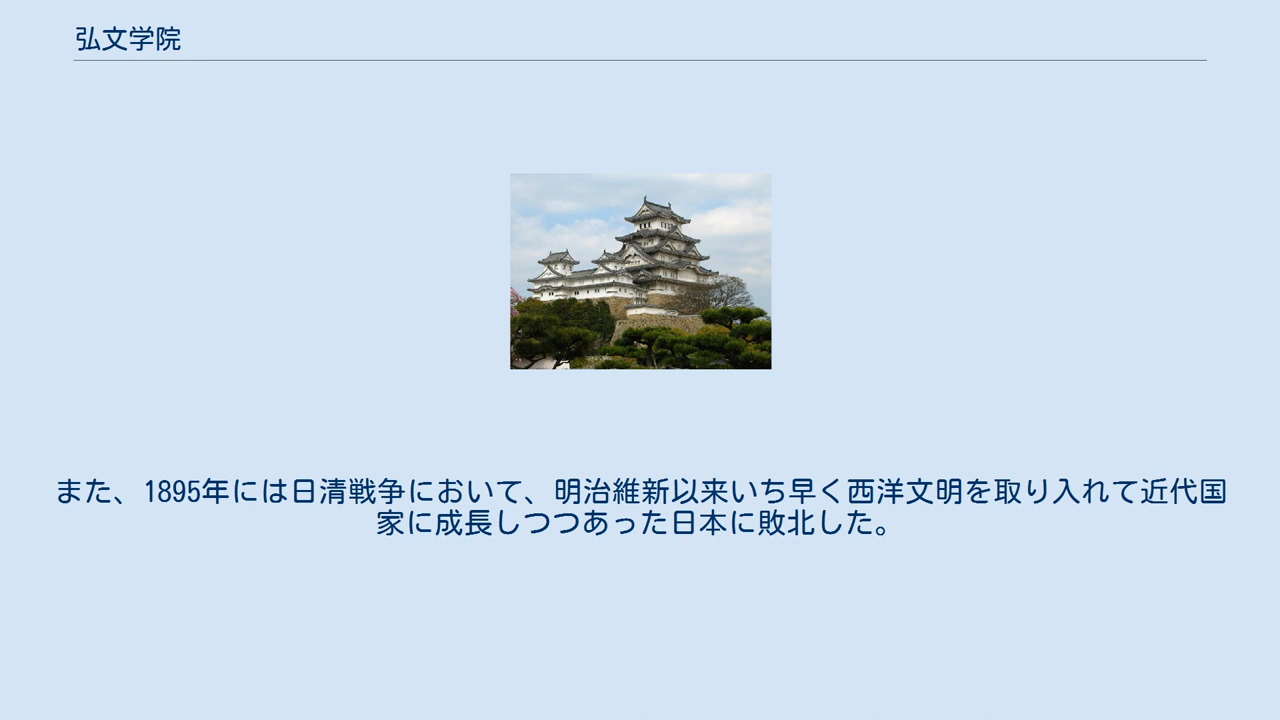 弘文学院
また、1895年には日清戦争において、明治維新以来いち早く西洋文明を取り入れて近代国
家に成長しつつあった日本に敗北した。